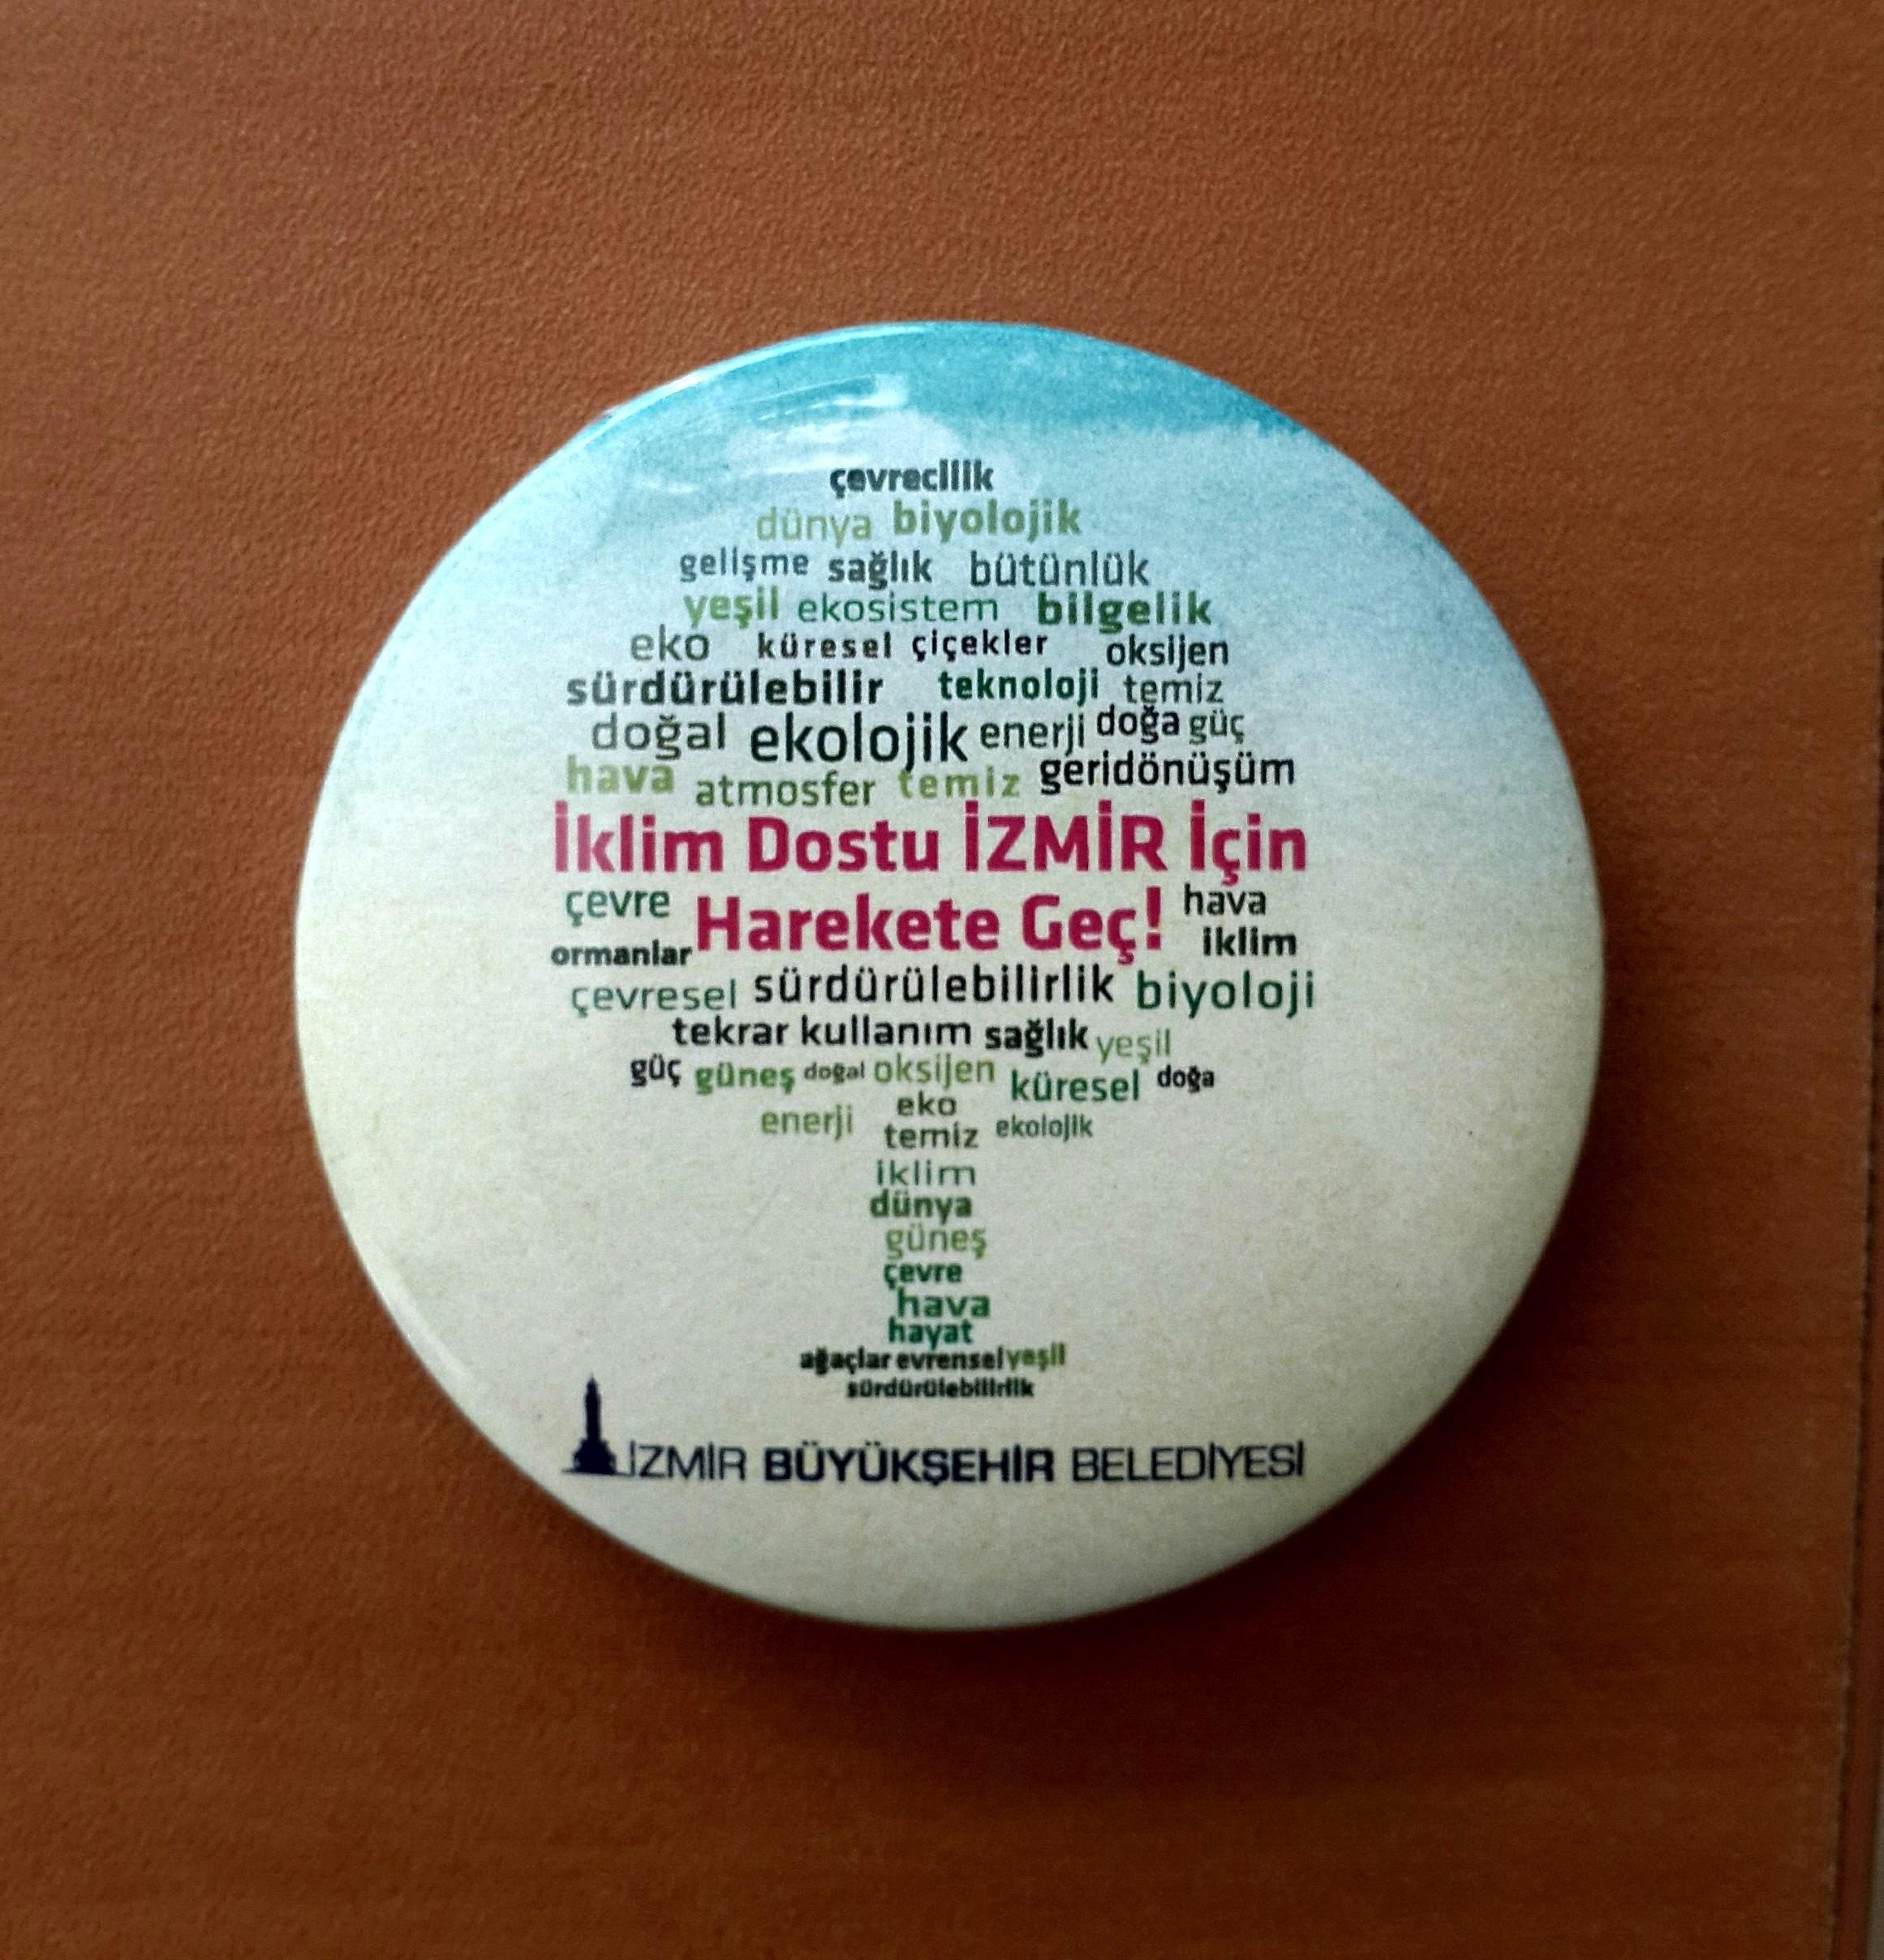 çevrecilik
dünya biyolojik
gelişme sağlık bütünlük
yeşil ekosistem bilgelik
eko küresel çiçekler oksijen
sürdürülebilir teknoloji temiz
doğal ekolojik enerji doğa güç
hava atmosfer temiz geridönüşüm
İklim Dostu İZMİR İçin
çevre Harekete Geç! hava
ormanlar iklim
çevresel sürdürülebilirlik biyoloji
tekrar kullanım sağlık yeşil
güç güneş doğal oksijen küresel doğa
enerji eko
temiz ekolojik
iklim
dünya
güneş
çevre
hava
hayat
ağaçlar evrensel yeşil
sürdürülebilirlik
İZMİR BÜYÜKŞEHİR BELEDİYESİ